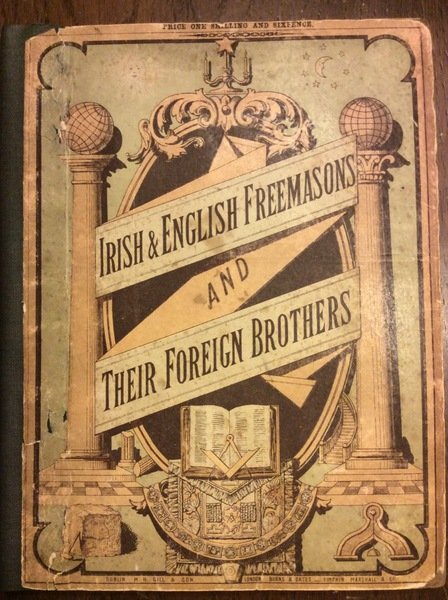 PRICE ONE SHILLING AND SIXPENCE.
IRISH & ENGLISH FREEMASONS
AND
THEIR FOREIGN BROTHERS
DUBLIN M. H. GILL & SON LONDON BURNS & OATES SIMPKIN MARSHALL & Co.